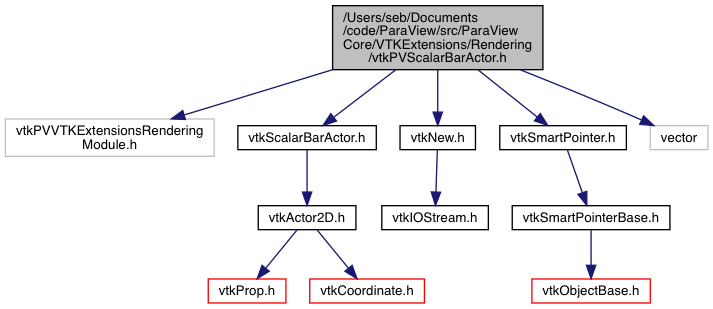 /Users/seb/Documents
/code/ParaView/src/ParaView
Core/VTKExtensions/Rendering
/vtkPVScalarBarActor.h
vtkPVVTKExtensionsRendering
Module.h
vtkScalarBarActor.h
vtkNew.h
vtkSmartPointer.h
vector
vtkActor2D.h
vtkIOStream.h
vtkSmartPointerBase.h
vtkProp.h
vtkCoordinate.h
vtkObjectBase.h